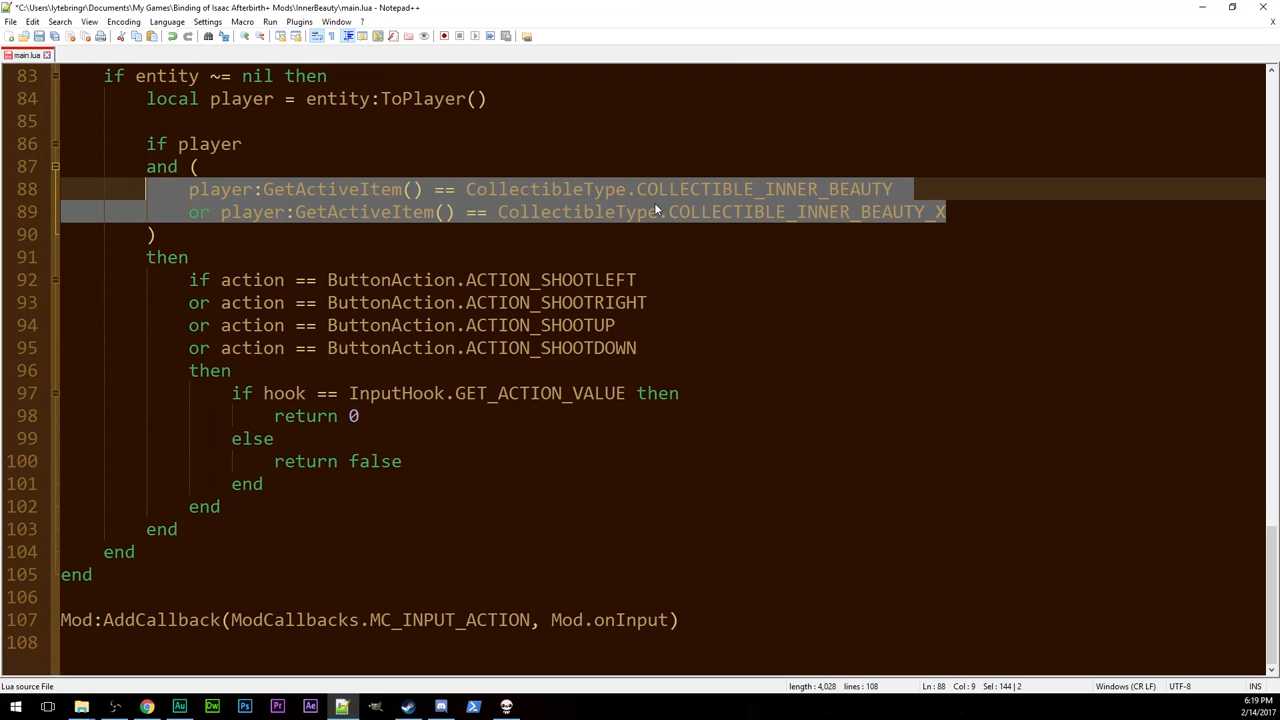 *C:\Users\lytebringr\Documents\My Games\Binding of Isaac Afterbirth+ Mods\InnerBeauty\main.lua - Notepad++
File Edit Search View Encoding Language Settings Macro Run Plugins Window ?
X
main.lua
83 if entity ~= nil then
84 local player = entity:ToPlayer()
85
86 if player
87 and (
88 player:GetActiveItem() == CollectibleType.COLLECTIBLE_INNER_BEAUTY
89 or player:GetActiveItem() == CollectibleType.COLLECTIBLE_INNER_BEAUTY_X
90 )
91 then
92 if action == ButtonAction.ACTION_SHOOTLEFT
93 or action == ButtonAction.ACTION_SHOOTRIGHT
94 or action == ButtonAction.ACTION_SHOOTUP
95 or action == ButtonAction.ACTION_SHOOTDOWN
96 then
97 if hook == InputHook.GET_ACTION_VALUE then
98 return 0
99 else
100 return false
101 end
102 end
103 end
104 end
105 end
106
107 Mod:AddCallback(ModCallbacks.MC_INPUT_ACTION, Mod.onInput)
108
Lua source File length : 4,028 lines : 108 Ln : 88 Col : 9 Sel : 144 | 2 Windows (CR LF) UTF-8 INS
Au Dw Ps Pr Ae
6:19 PM
2/14/2017